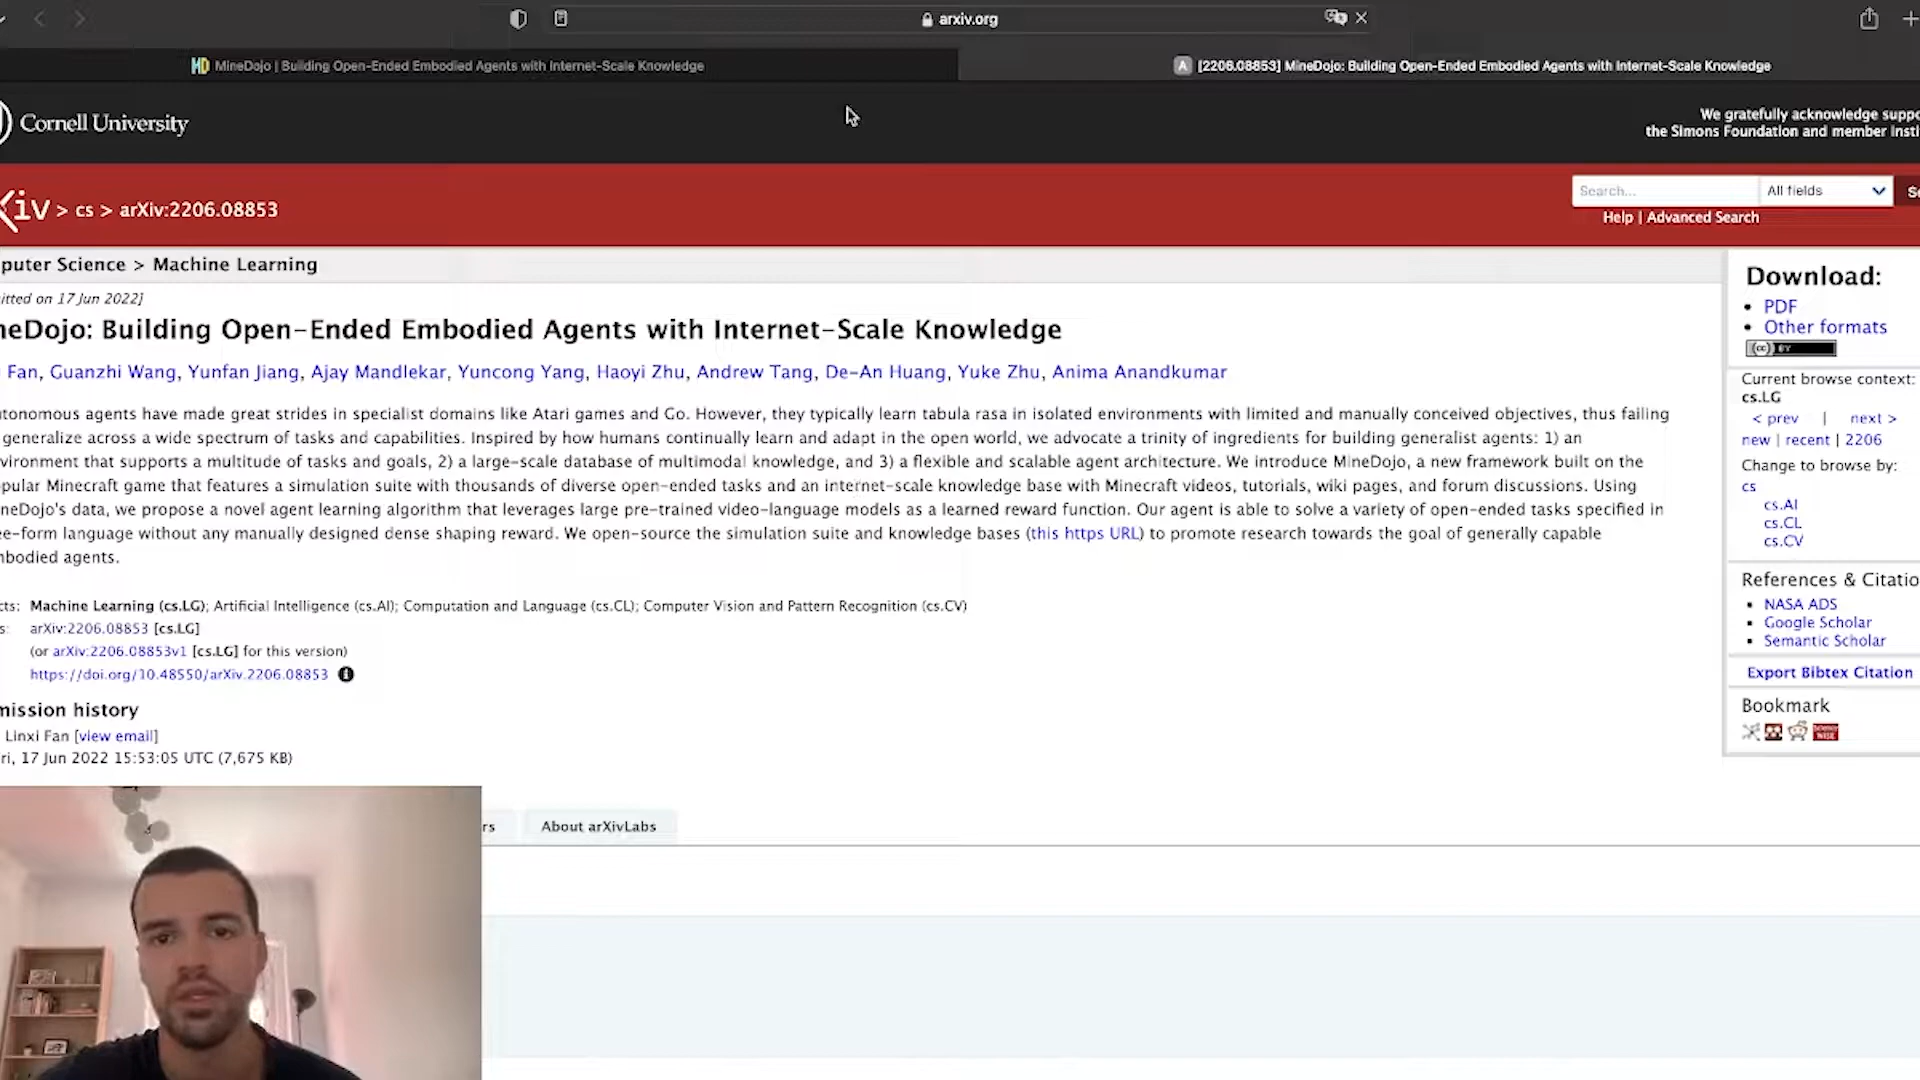 arxiv.org
MineDojo | Building Open-Ended Embodied Agents with Internet-Scale Knowledge
[2206.08853] MineDojo: Building Open-Ended Embodied Agents with Internet-Scale Knowledge
Cornell University
We gratefully acknowledge suppo
the Simons Foundation and member insti
Xiv > cs > arXiv:2206.08853
Search...
All fields
Se
Help | Advanced Search
puter Science > Machine Learning
itted on 17 Jun 2022]
neDojo: Building Open-Ended Embodied Agents with Internet-Scale Knowledge
Fan, Guanzhi Wang, Yunfan Jiang, Ajay Mandlekar, Yuncong Yang, Haoyi Zhu, Andrew Tang, De-An Huang, Yuke Zhu, Anima Anandkumar
utonomous agents have made great strides in specialist domains like Atari games and Go. However, they typically learn tabula rasa in isolated environments with limited and manually conceived objectives, thus failing
generalize across a wide spectrum of tasks and capabilities. Inspired by how humans continually learn and adapt in the open world, we advocate a trinity of ingredients for building generalist agents: 1) an
vironment that supports a multitude of tasks and goals, 2) a large-scale database of multimodal knowledge, and 3) a flexible and scalable agent architecture. We introduce MineDojo, a new framework built on the
pular Minecraft game that features a simulation suite with thousands of diverse open-ended tasks and an internet-scale knowledge base with Minecraft videos, tutorials, wiki pages, and forum discussions. Using
neDojo's data, we propose a novel agent learning algorithm that leverages large pre-trained video-language models as a learned reward function. Our agent is able to solve a variety of open-ended tasks specified in
ee-form language without any manually designed dense shaping reward. We open-source the simulation suite and knowledge bases (this https URL) to promote research towards the goal of generally capable
mbodied agents.
cts: Machine Learning (cs.LG); Artificial Intelligence (cs.AI); Computation and Language (cs.CL); Computer Vision and Pattern Recognition (cs.CV)
s: arXiv:2206.08853 [cs.LG]
(or arXiv:2206.08853v1 [cs.LG] for this version)
https://doi.org/10.48550/arXiv.2206.08853
mission history
Linxi Fan [view email]
ri, 17 Jun 2022 15:53:05 UTC (7,675 KB)
rs
About arXivLabs
Download:
PDF
Other formats
(cc) BY
Current browse context:
cs.LG
< prev | next >
new | recent | 2206
Change to browse by:
cs
cs.AI
cs.CL
cs.CV
References & Citatio
NASA ADS
Google Scholar
Semantic Scholar
Export Bibtex Citation
Bookmark